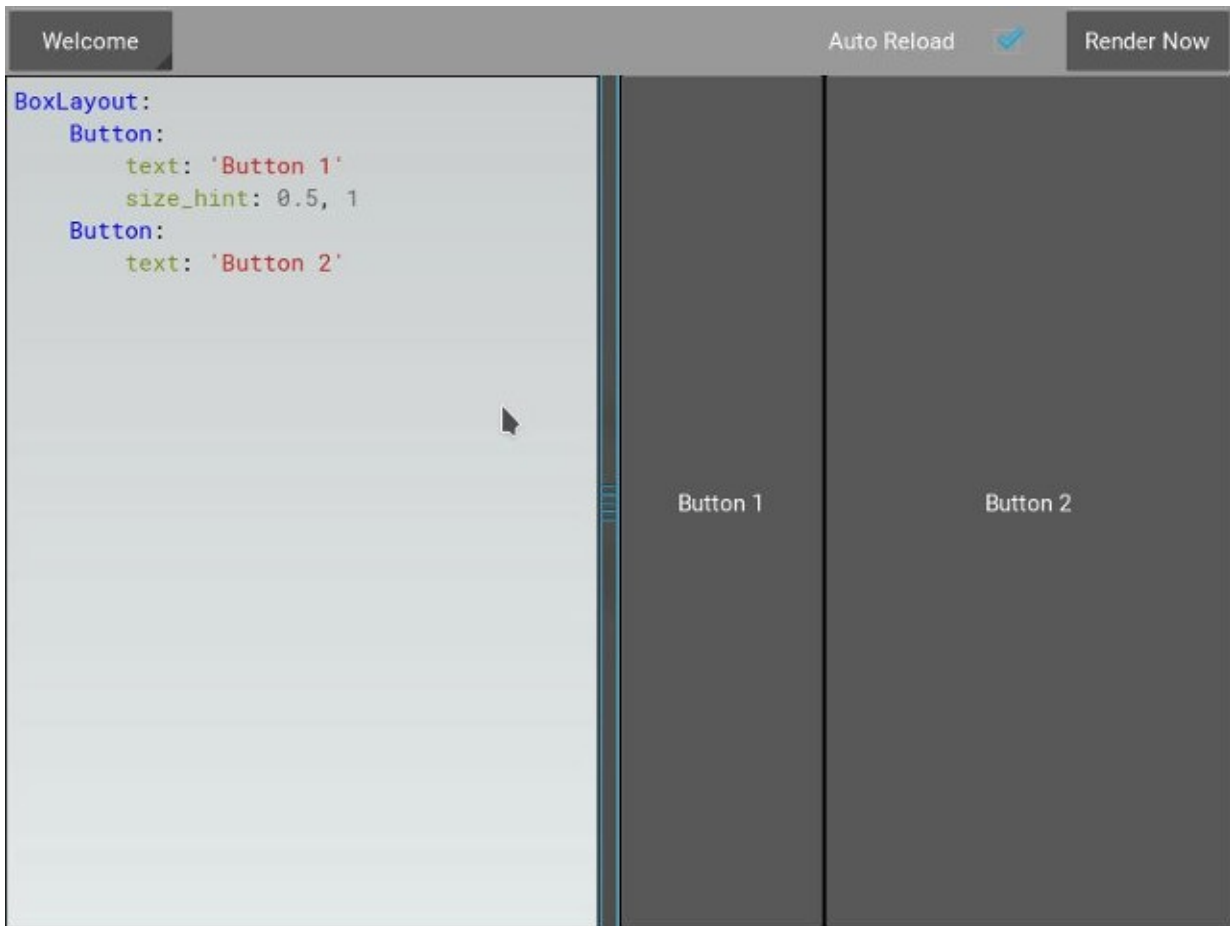 Welcome
Auto Reload
Render Now
BoxLayout:
    Button:
        text: 'Button 1'
        size_hint: 0.5, 1
    Button:
        text: 'Button 2'
Button 1
Button 2